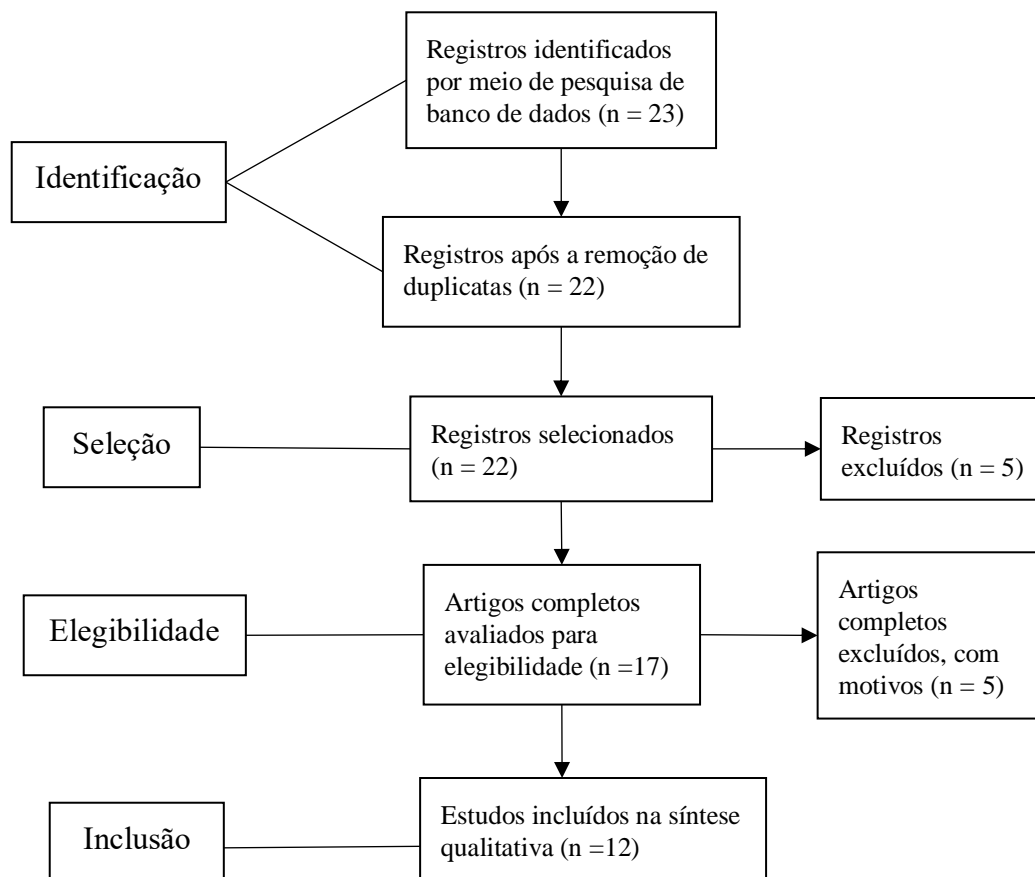 Registros identificados
por meio de pesquisa de
banco de dados (n = 23)
Identificação
Registros após a remoção de
duplicatas (n = 22)
Seleção
Registros selecionados
(n = 22)
Registros
excluídos (n = 5)
Elegibilidade
Artigos completos
avaliados para
elegibilidade (n =17)
Artigos
completos
excluídos, com
motivos (n = 5)
Inclusão
Estudos incluídos na síntese
qualitativa (n =12)